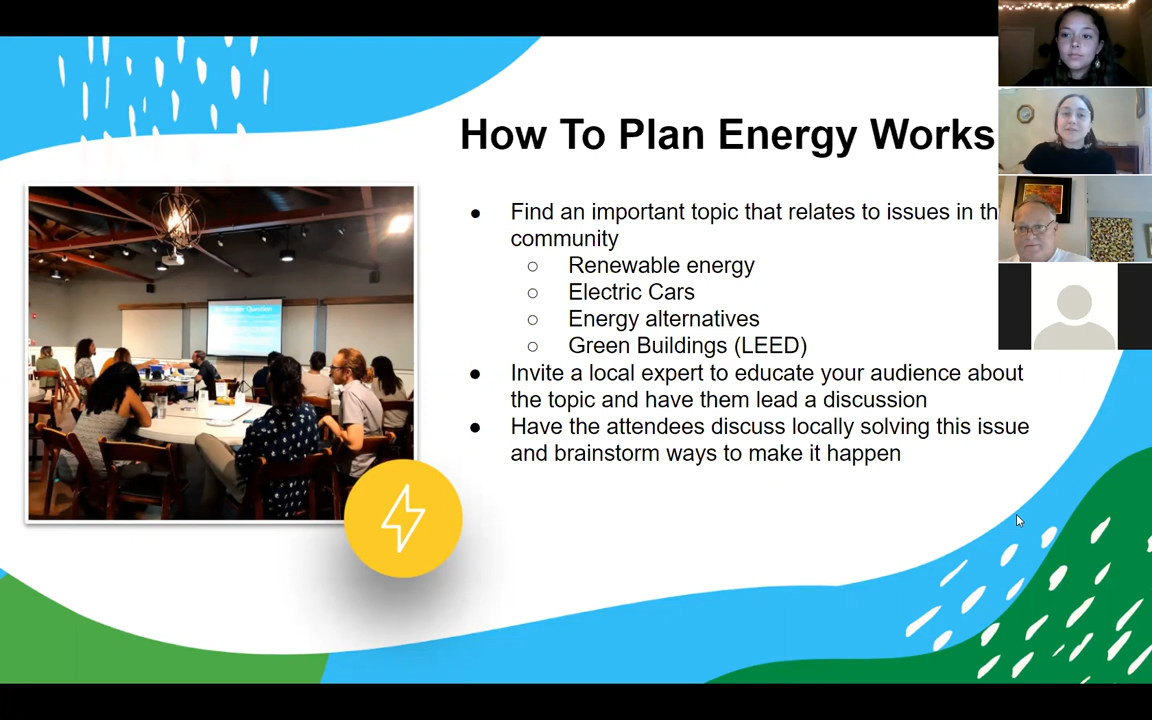 How To Plan Energy Works
● Find an important topic that relates to issues in th
community
○ Renewable energy
○ Electric Cars
○ Energy alternatives
○ Green Buildings (LEED)
● Invite a local expert to educate your audience about
the topic and have them lead a discussion
● Have the attendees discuss locally solving this issue
and brainstorm ways to make it happen